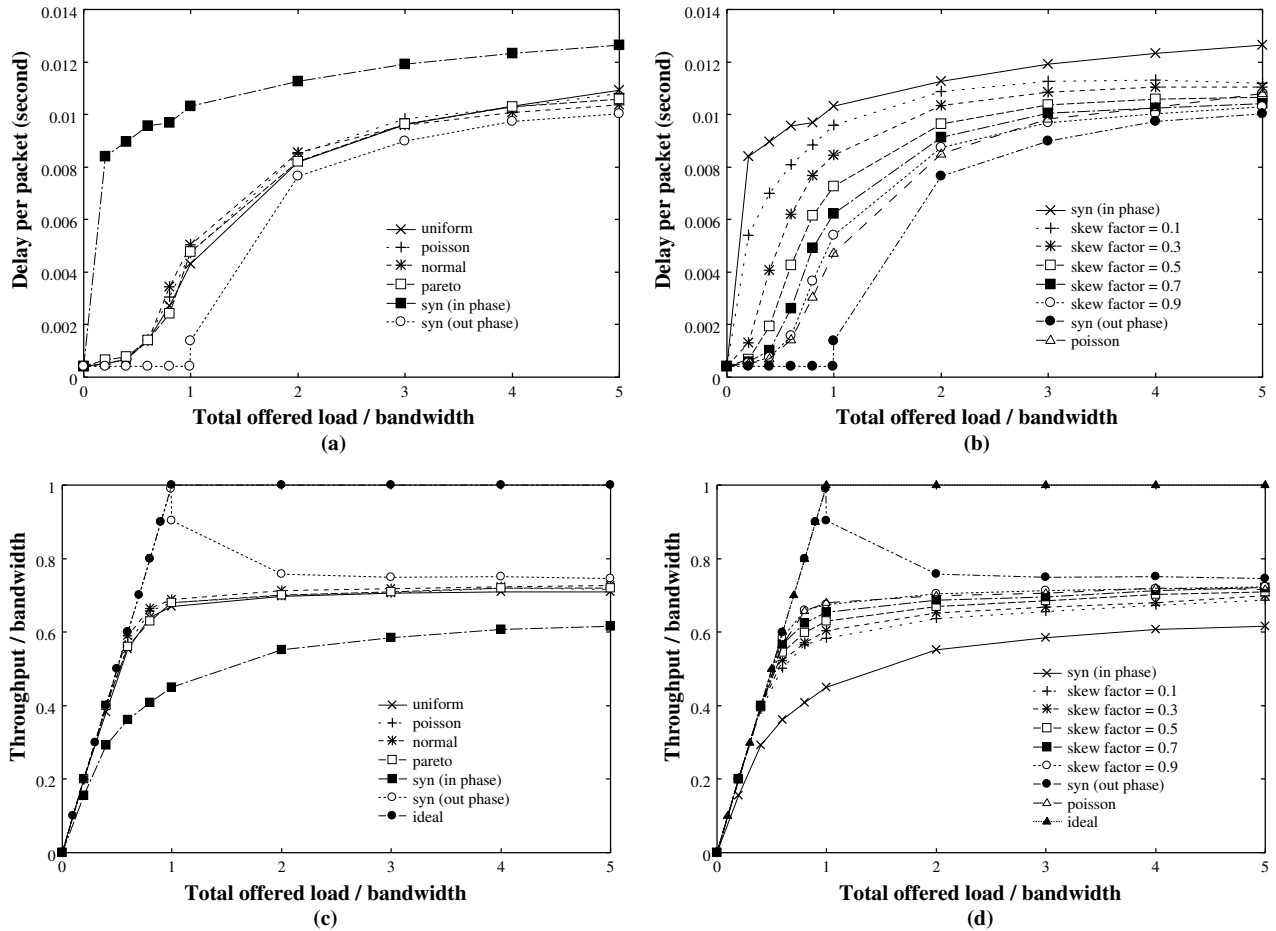 0.014
0.012
0.01
0.008
0.006
0.004
0.002
0
Delay per packet (second)
uniform
poisson
normal
pareto
syn (in phase)
syn (out phase)
0 1 2 3 4 5
Total offered load / bandwidth
(a)
0.014
0.012
0.01
0.008
0.006
0.004
0.002
0
Delay per packet (second)
syn (in phase)
skew factor = 0.1
skew factor = 0.3
skew factor = 0.5
skew factor = 0.7
skew factor = 0.9
syn (out phase)
poisson
0 1 2 3 4 5
Total offered load / bandwidth
(b)
1
0.8
0.6
0.4
0.2
0
Throughput / bandwidth
uniform
poisson
normal
pareto
syn (in phase)
syn (out phase)
ideal
0 1 2 3 4 5
Total offered load / bandwidth
(c)
1
0.8
0.6
0.4
0.2
0
Throughput / bandwidth
syn (in phase)
skew factor = 0.1
skew factor = 0.3
skew factor = 0.5
skew factor = 0.7
skew factor = 0.9
syn (out phase)
poisson
ideal
0 1 2 3 4 5
Total offered load / bandwidth
(d)